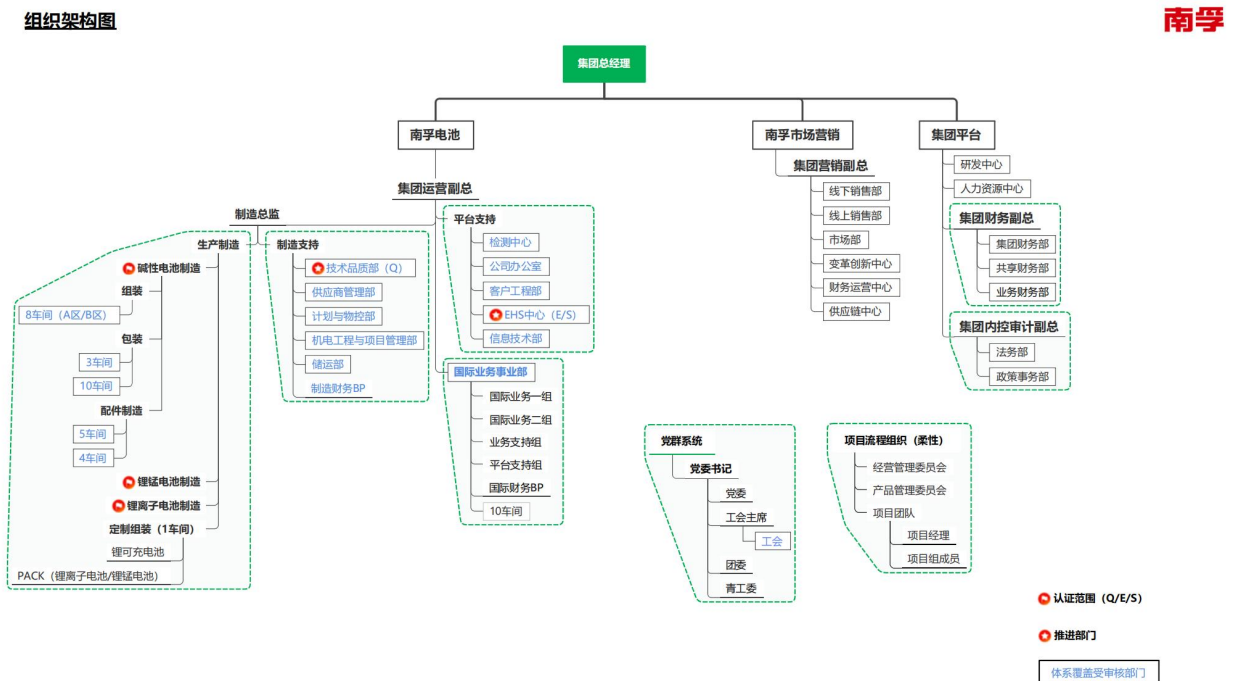 组织架构图
南孚
集团总经理
南孚电池
南孚市场营销
集团平台
集团运营副总
制造总监
生产制造
碱性电池制造
组装
8车间（A区/B区）
包装
3车间
10车间
配件制造
5车间
4车间
锂锰电池制造
锂离子电池制造
定制组装（1车间）
锂可充电池
PACK（锂离子电池/锂锰电池）
制造支持
技术品质部（Q）
供应商管理部
计划与物控部
机电工程与项目管理部
储运部
制造财务BP
平台支持
检测中心
公司办公室
客户工程部
EHS中心（E/S）
信息技术部
国际业务事业部
国际业务一组
国际业务二组
业务支持组
平台支持组
国际财务BP
10车间
集团营销副总
线下销售部
线上销售部
市场部
变革创新中心
财务运营中心
供应链中心
研发中心
人力资源中心
集团财务副总
集团财务部
共享财务部
业务财务部
集团内控审计副总
法务部
政策事务部
党群系统
党委书记
党委
工会主席
工会
团委
青工委
项目流程组织（柔性）
经营管理委员会
产品管理委员会
项目团队
项目经理
项目组成员
认证范围（Q/E/S）
推进部门
体系覆盖受审核部门